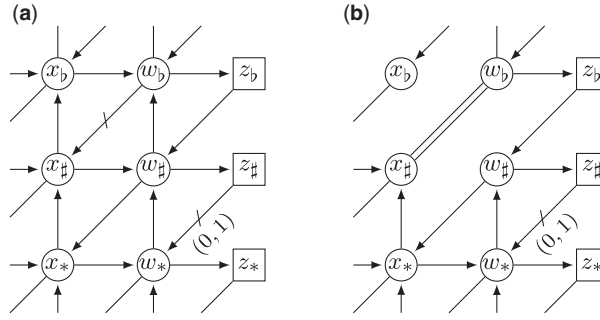 (a) (b)
x♭ w♭ z♭ x♭ w♭ z♭
x♯ w♯ z♯ x♯ w♯ z♯
(0, 1) (0, 1)
x* w* z* x* w* z*